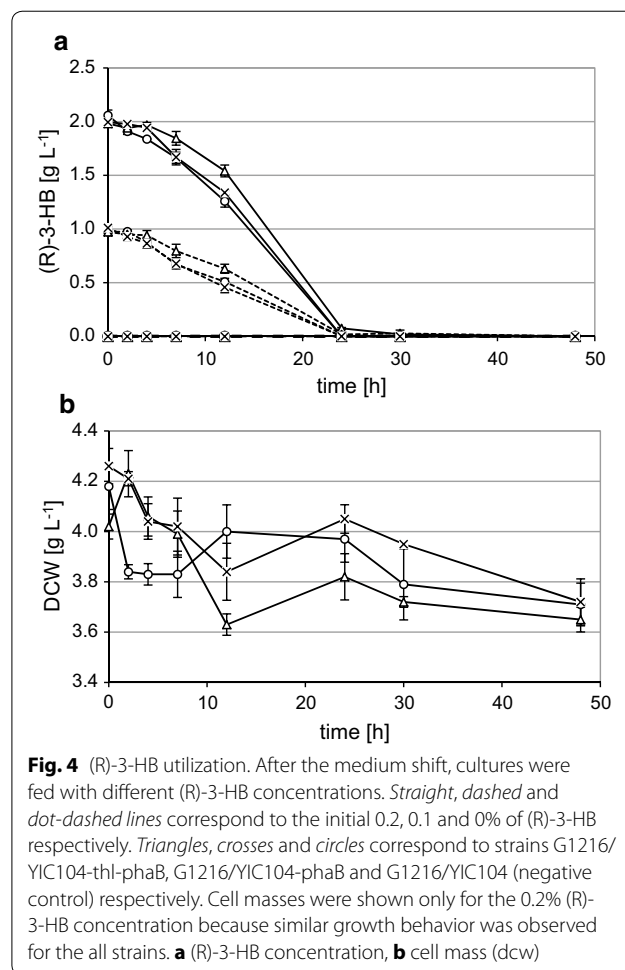 a
2.5
2.0
1.5
1.0
0.5
0.0
(R)-3-HB [g L-1]
0 10 20 30 40 50
time [h]
b
4.4
4.2
4.0
3.8
3.6
3.4
DCW [g L-1]
0 10 20 30 40 50
time [h]
Fig. 4 (R)-3-HB utilization. After the medium shift, cultures were
fed with different (R)-3-HB concentrations. Straight, dashed and
dot-dashed lines correspond to the initial 0.2, 0.1 and 0% of (R)-3-HB
respectively. Triangles, crosses and circles correspond to strains G1216/
YIC104-thl-phaB, G1216/YIC104-phaB and G1216/YIC104 (negative
control) respectively. Cell masses were shown only for the 0.2% (R)-
3-HB concentration because similar growth behavior was observed
for the all strains. a (R)-3-HB concentration, b cell mass (dcw)